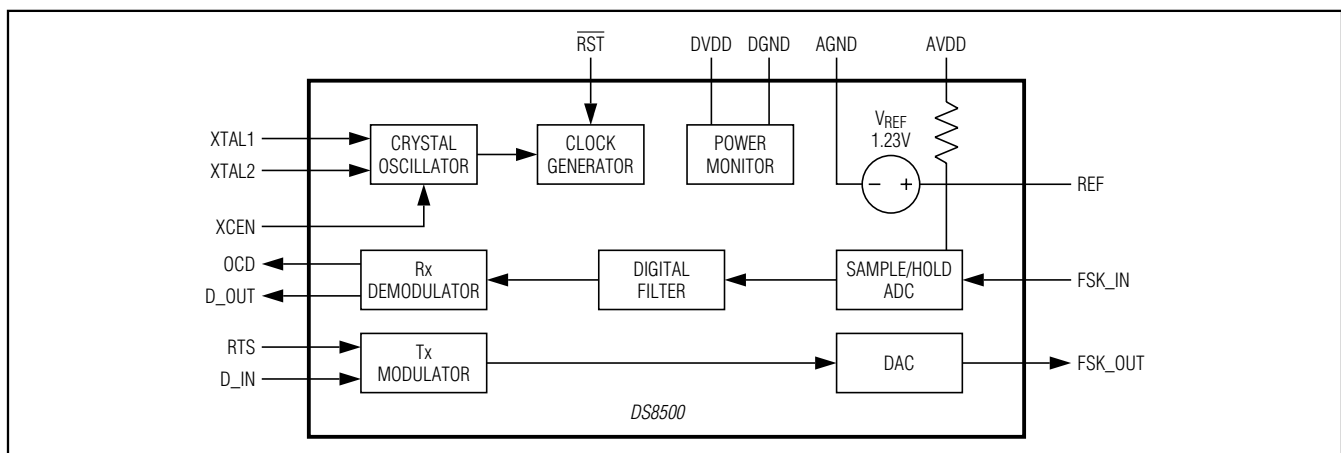 RST DVDD DGND AGND AVDD
VREF
1.23V
XTAL1
XTAL2
XCEN
CRYSTAL
OSCILLATOR
CLOCK
GENERATOR
POWER
MONITOR
− +
REF
OCD
D_OUT
Rx
DEMODULATOR
DIGITAL
FILTER
SAMPLE/HOLD
ADC
FSK_IN
RTS
D_IN
Tx
MODULATOR
DAC
FSK_OUT
DS8500